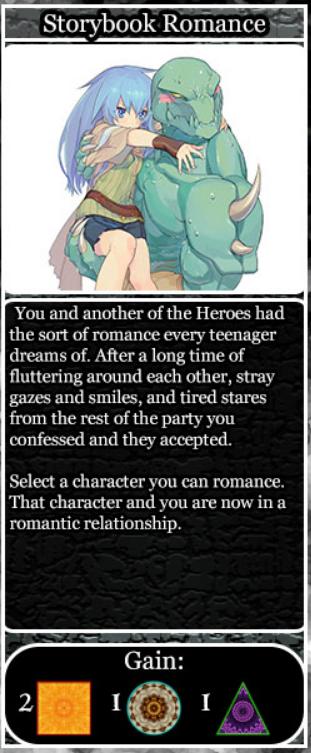 Storybook Romance
You and another of the Heroes had
the sort of romance every teenager
dreams of. After a long time of
fluttering around each other, stray
gazes and smiles, and tired stares
from the rest of the party you
confessed and they accepted.
Select a character you can romance.
That character and you are now in a
romantic relationship.
Gain:
2 1 1